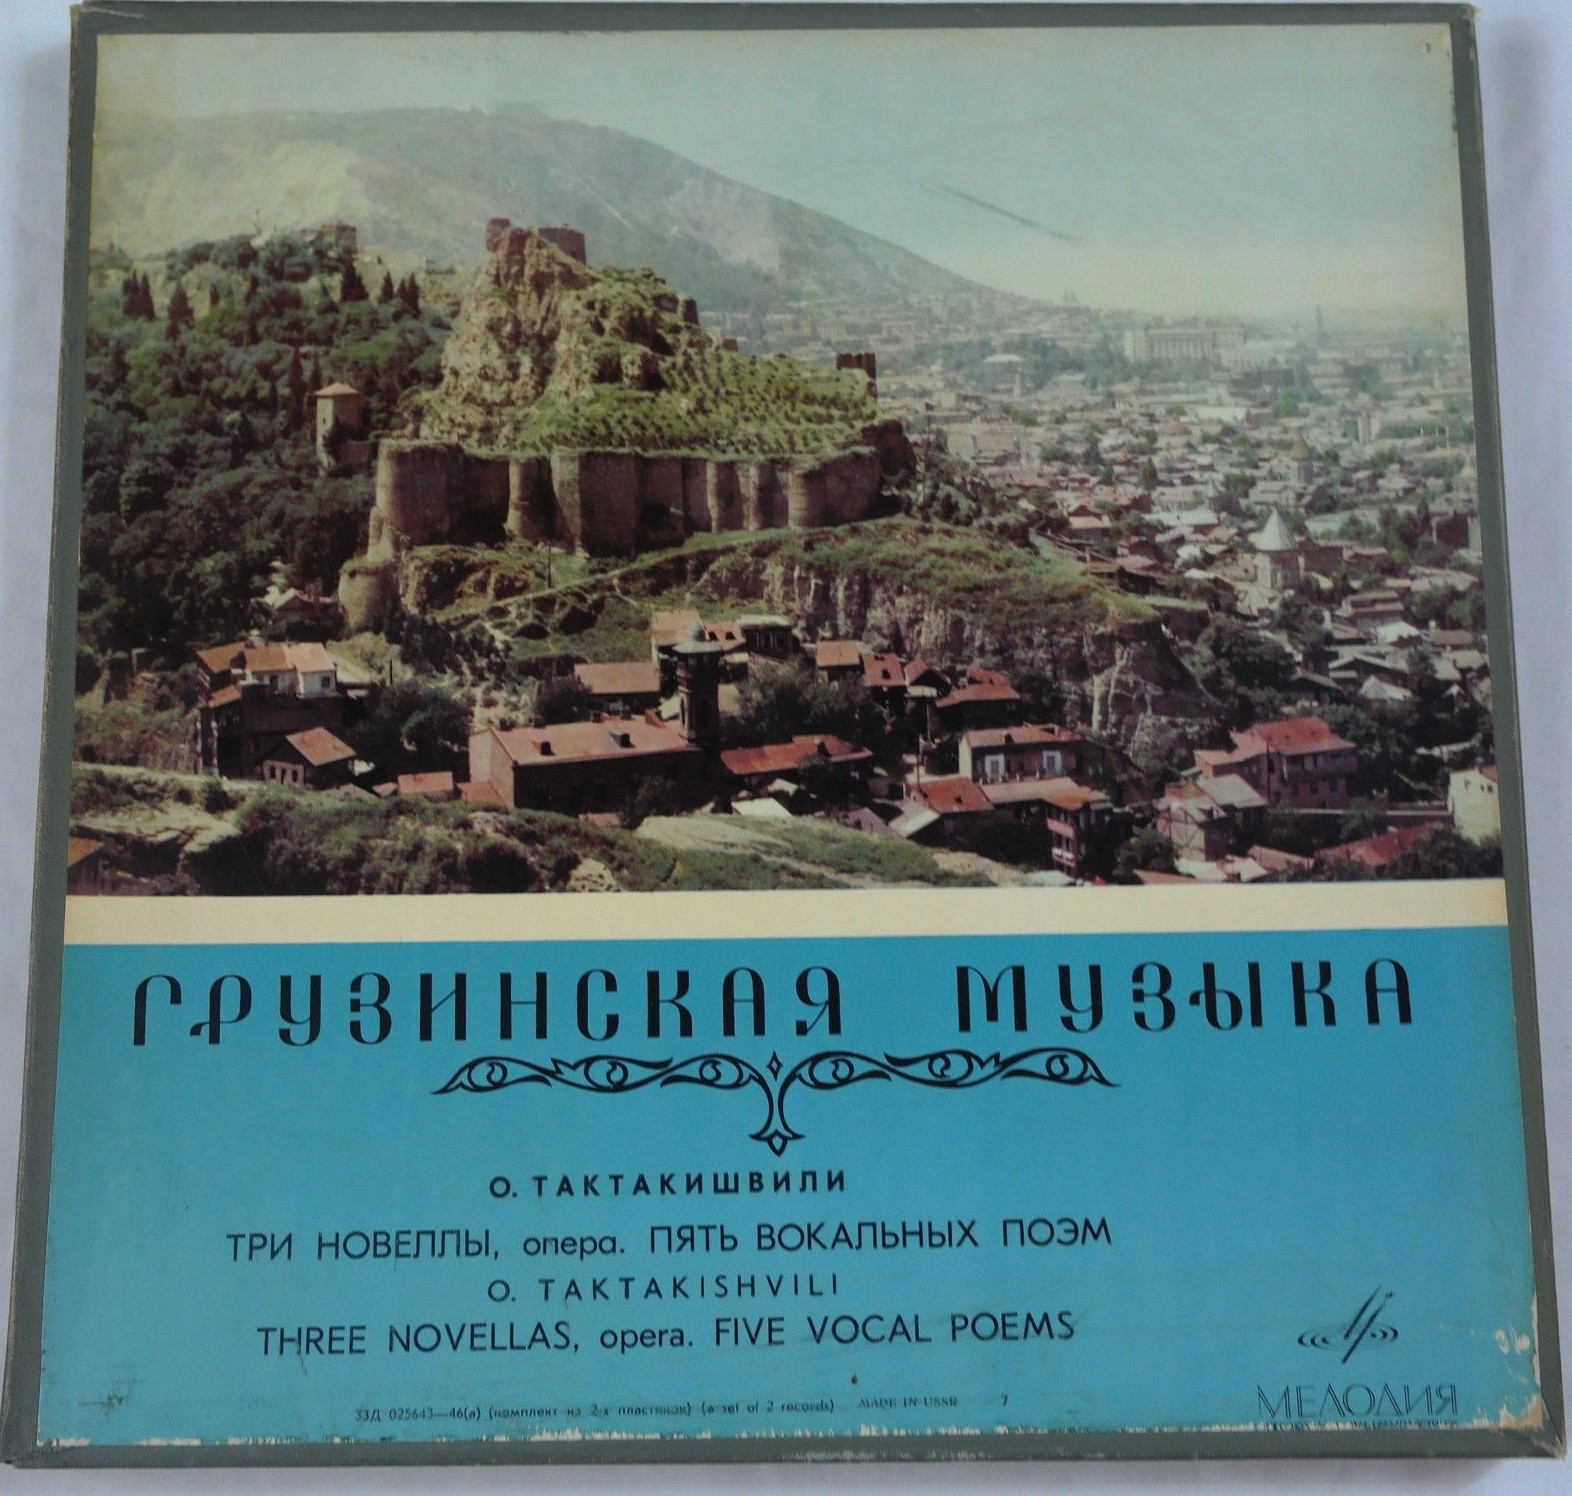 ГРУЗИНСКАЯ МУЗЫКА
О. ТАКТАКИШВИЛИ
ТРИ НОВЕЛЛЫ, опера. ПЯТЬ ВОКАЛЬНЫХ ПОЭМ
O. TAKTAKISHVILI
THREE NOVELLAS, opera. FIVE VOCAL POEMS
33Д 025643—46(а) (комплект из 2-х пластинок) (a set of 2 records) MADE IN USSR 7
МЕЛОДИЯ